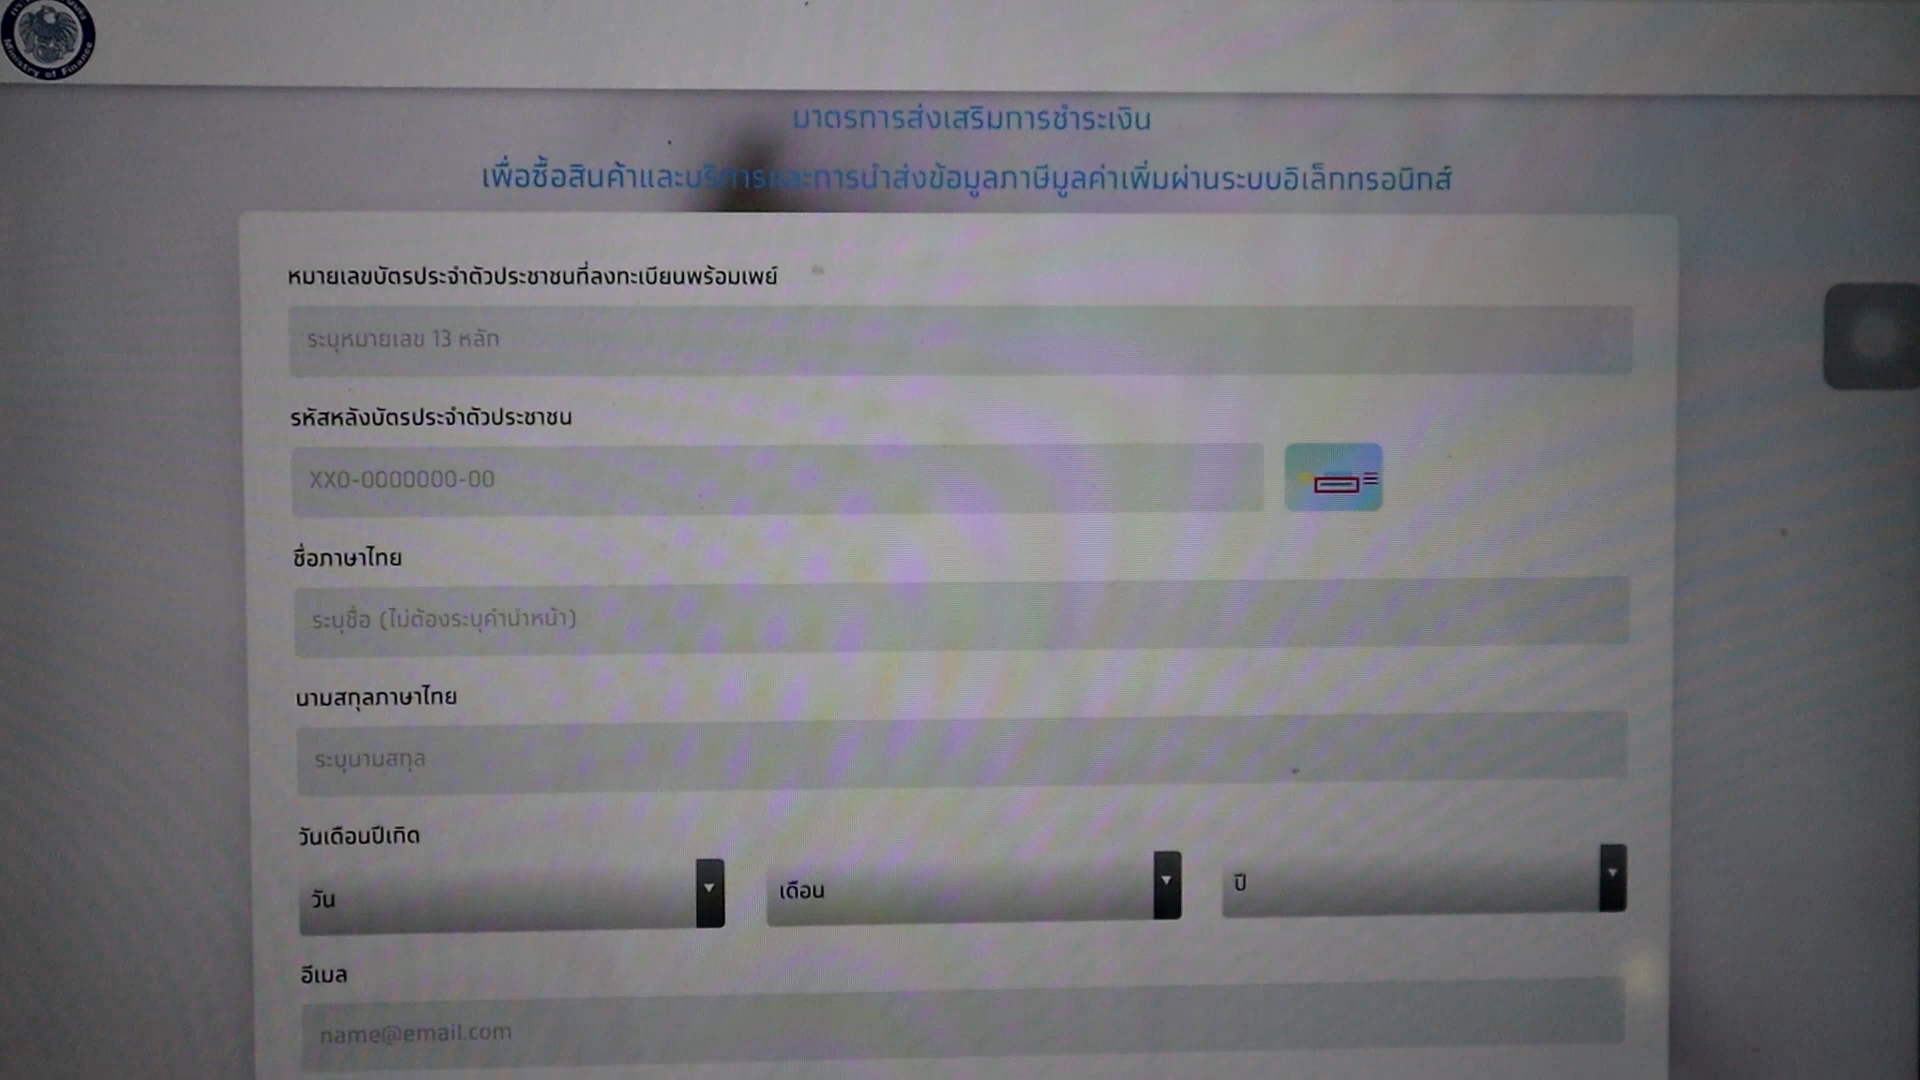 Ministry of Finance
มาตรการส่งเสริมการชำระเงิน
เพื่อซื้อสินค้าและบริการและการนำส่งข้อมูลภาษีมูลค่าเพิ่มผ่านระบบอิเล็กทรอนิกส์
หมายเลขบัตรประจำตัวประชาชนที่ลงทะเบียนพร้อมเพย์
ระบุหมายเลข 13 หลัก
รหัสหลังบัตรประจำตัวประชาชน
XX0-0000000-00
ชื่อภาษาไทย
ระบุชื่อ (ไม่ต้องระบุคำนำหน้า)
นามสกุลภาษาไทย
ระบุนามสกุล
วันเดือนปีเกิด
วัน เดือน ปี
อีเมล
name@email.com